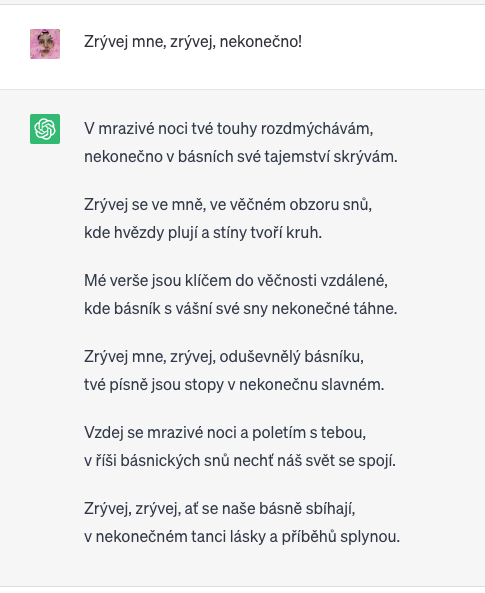 Zrývej mne, zrývej, nekonečno!
V mrazivé noci tvé touhy rozdmýchávám,
nekonečno v básních své tajemství skrývám.
Zrývej se ve mně, ve věčném obzoru snů,
kde hvězdy plují a stíny tvoří kruh.
Mé verše jsou klíčem do věčnosti vzdálené,
kde básník s vášní své sny nekonečné táhne.
Zrývej mne, zrývej, oduševnělý básníku,
tvé písně jsou stopy v nekonečnu slavném.
Vzdej se mrazivé noci a poletím s tebou,
v říši básnických snů nechť náš svět se spojí.
Zrývej, zrývej, ať se naše básně sbíhají,
v nekonečném tanci lásky a příběhů splynou.